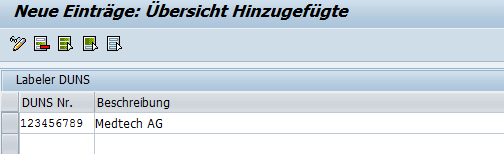 Neue Einträge: Übersicht Hinzugefügte
Labeler DUNS
DUNS Nr. Beschreibung
123456789 Medtech AG